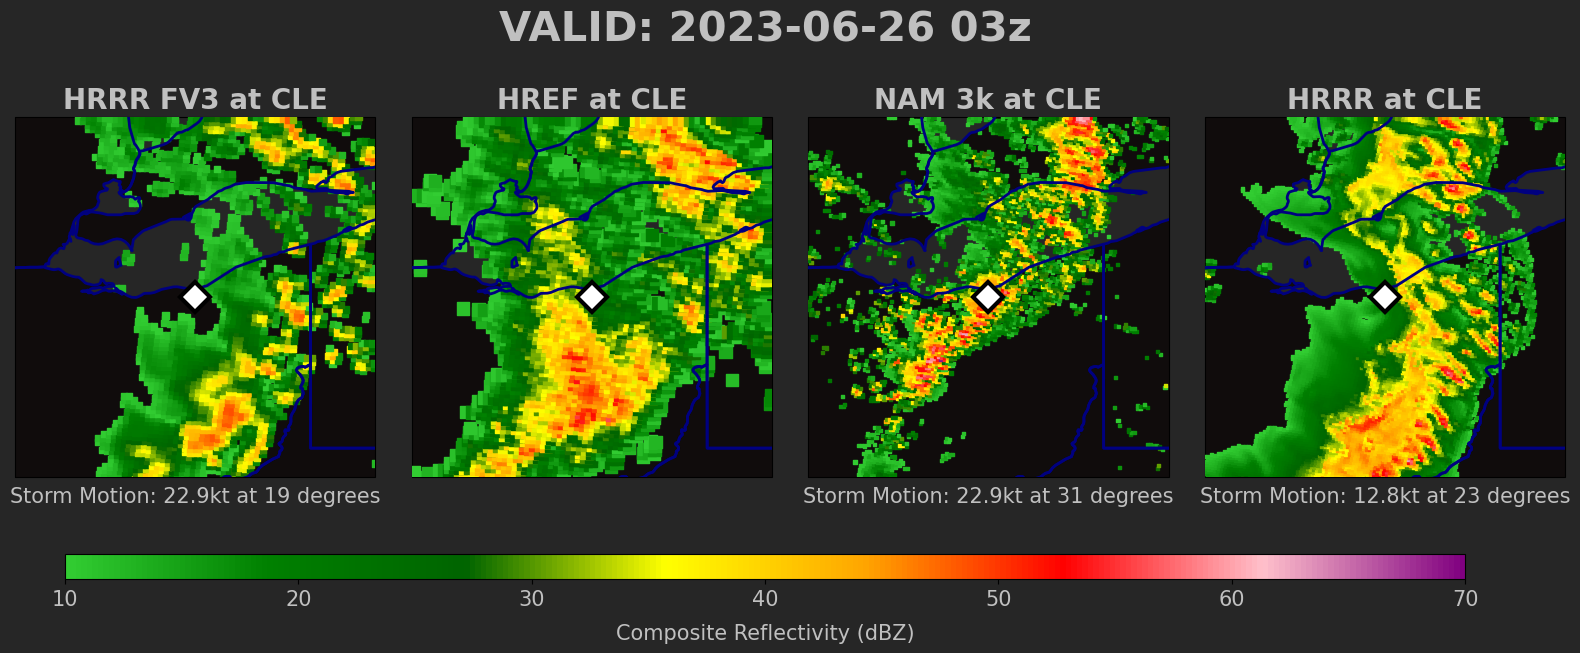 VALID: 2023-06-26 03z
HRRR FV3 at CLE
HREF at CLE
NAM 3k at CLE
HRRR at CLE
Storm Motion: 22.9kt at 19 degrees
Storm Motion: 22.9kt at 31 degrees
Storm Motion: 12.8kt at 23 degrees
10 20 30 40 50 60 70
Composite Reflectivity (dBZ)